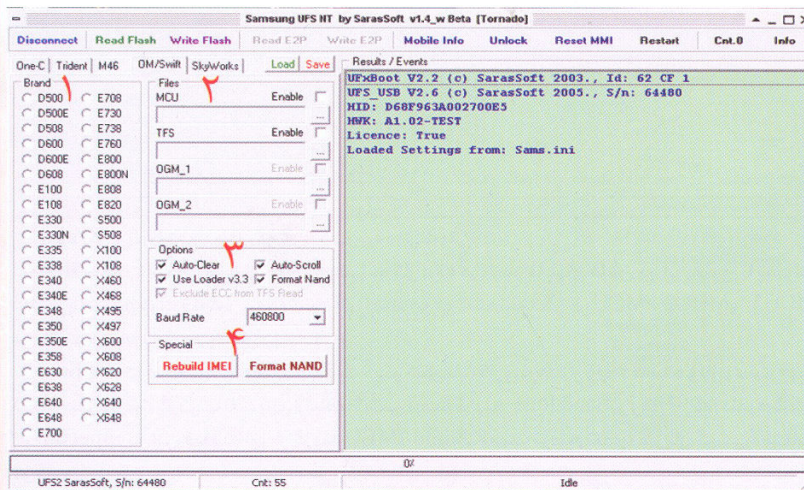 Samsung UFS NT by SarasSoft v1.4_w Beta [Tornado]
Disconnect Read Flash Write Flash Read E2P Write E2P Mobile Info Unlock Reset MMI Restart Cnt.0 Info
One-C Trident M46 OM/Swift SkyWorks Load Save
Brand
۱
D500 E708
D500E E730
D508 E738
D600 E760
D600E E800
D608 E800N
E100 E808
E108 E820
E330 S500
E330N S508
E335 X100
E338 X108
E340 X460
E340E X468
E348 X495
E350 X497
E350E X600
E358 X608
E630 X620
E638 X628
E640 X640
E648 X648
E700
Files
۲
MCU Enable
...
TFS Enable
...
OGM_1 Enable
...
OGM_2 Enable
...
Options
۳
Auto-Clear Auto-Scroll
Use Loader v3.3 Format Nand
Exclude ECC from TFS Read
Baud Rate 460800
Special
۴
Rebuild IMEI Format NAND
Results / Events
UFxBoot V2.2 (c) SarasSoft 2003., Id: 62 CF 1
UFS_USB V2.6 (c) SarasSoft 2005., S/n: 64480
HID: D68F963A002700E5
HWK: A1.02-TEST
Licence: True
Loaded Settings from: Sams.ini
0%
UFS2 SarasSoft, S/n: 64480 Cnt: 55 Idle